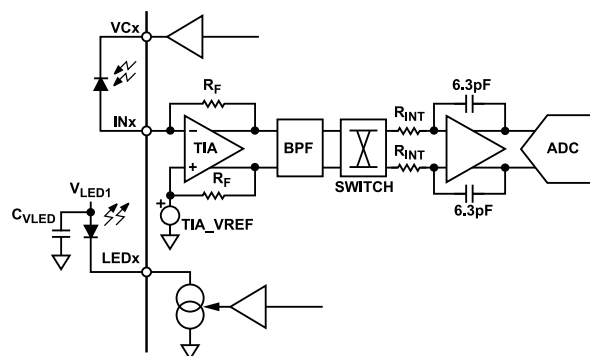 VCx
RF
6.3pF
RINT
INx
−
TIA
+
BPF
ADC
RINT
RF
SWITCH
6.3pF
VLED1
+
TIA_VREF
CVLED
LEDx